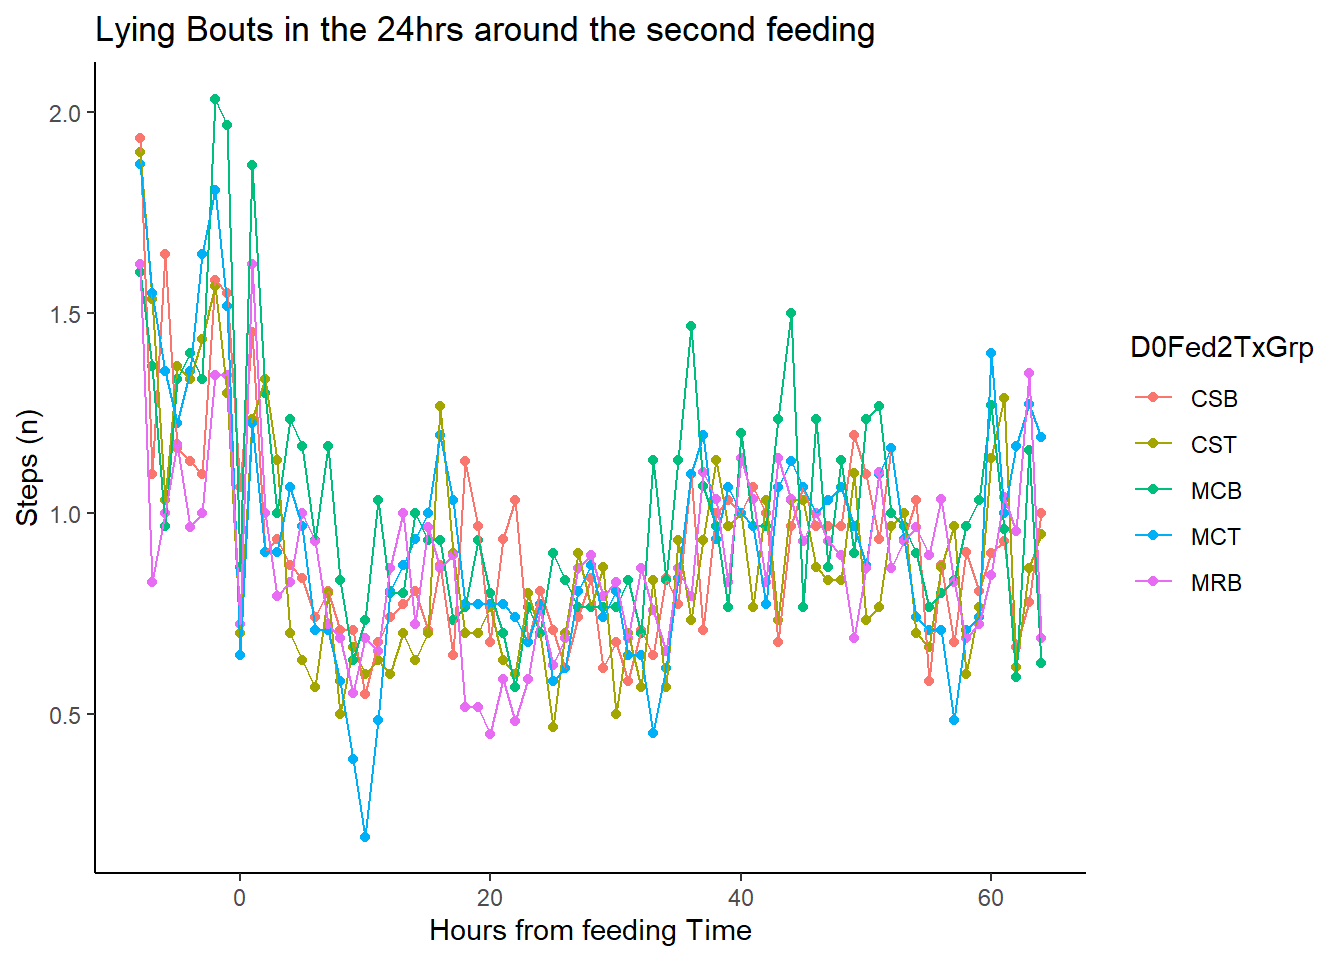 Lying Bouts in the 24hrs around the second feeding
Steps (n)
2.0
1.5
1.0
0.5
0 20 40 60
Hours from feeding Time
D0Fed2TxGrp
CSB
CST
MCB
MCT
MRB